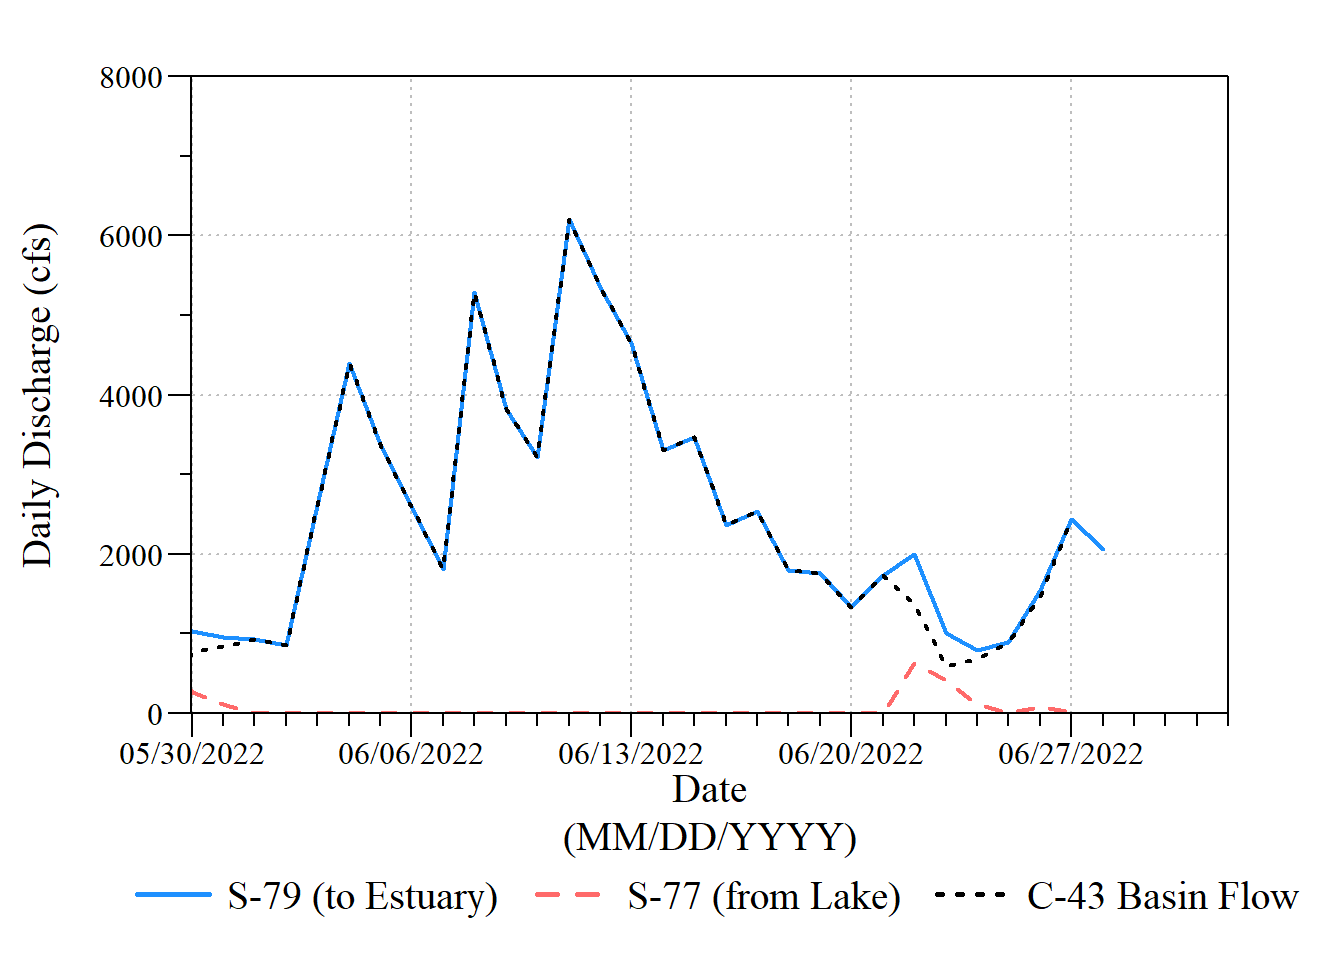 8000
6000
4000
2000
0
Daily Discharge (cfs)
05/30/2022 06/06/2022 06/13/2022 06/20/2022 06/27/2022
Date
(MM/DD/YYYY)
S-79 (to Estuary) S-77 (from Lake) C-43 Basin Flow